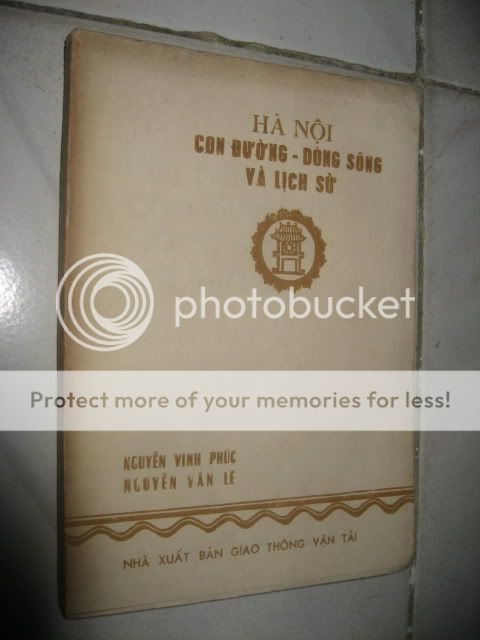 HÀ NỘI
CON ĐƯỜNG - DÒNG SÔNG
VÀ LỊCH SỬ
photobucket
Protect more of your memories for less!
NGUYỄN VINH PHÚC
NGUYỄN VĂN LÊ
NHÀ XUẤT BẢN GIAO THÔNG VẬN TẢI